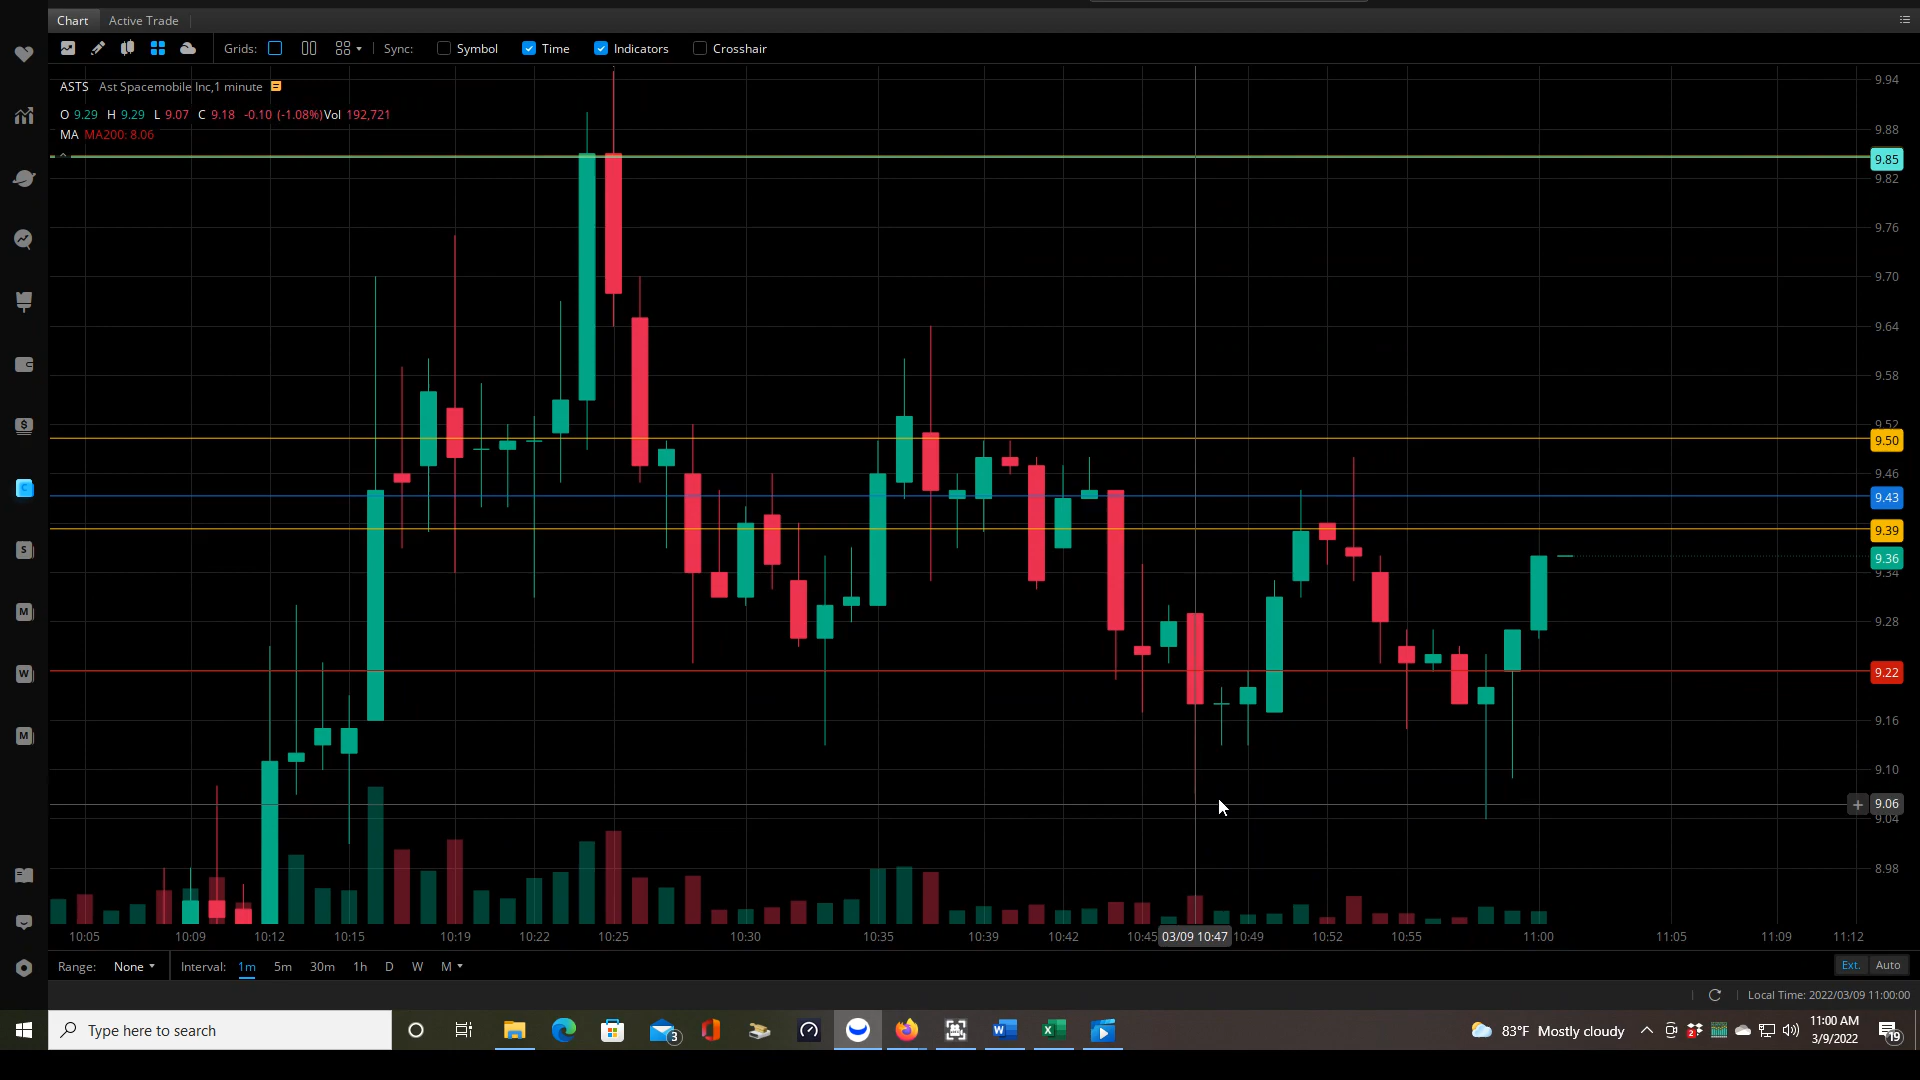 Chart Active Trade
Grids: Sync: Symbol Time Indicators Crosshair
ASTS Ast Spacemobile Inc,1 minute
O 9.29 H 9.29 L 9.07 C 9.18 -0.10 (-1.08%)Vol 192,721
MA MA200: 8.06
9.94
9.88
9.85
9.82
9.76
9.70
9.64
9.58
9.52
9.50
9.46
9.43
9.39
9.36
9.34
9.28
9.22
9.16
9.10
9.06
9.04
8.98
$
C
S
M
W
M
10:05 10:09 10:12 10:15 10:19 10:22 10:25 10:30 10:35 10:39 10:42 10:45 03/09 10:47 10:49 10:52 10:55 11:00 11:05 11:09 11:12
Range: None Interval: 1m 5m 30m 1h D W M Ext. Auto
Local Time: 2022/03/09 11:00:00
Type here to search 3 83°F Mostly cloudy 2 11:00 AM
3/9/2022 19